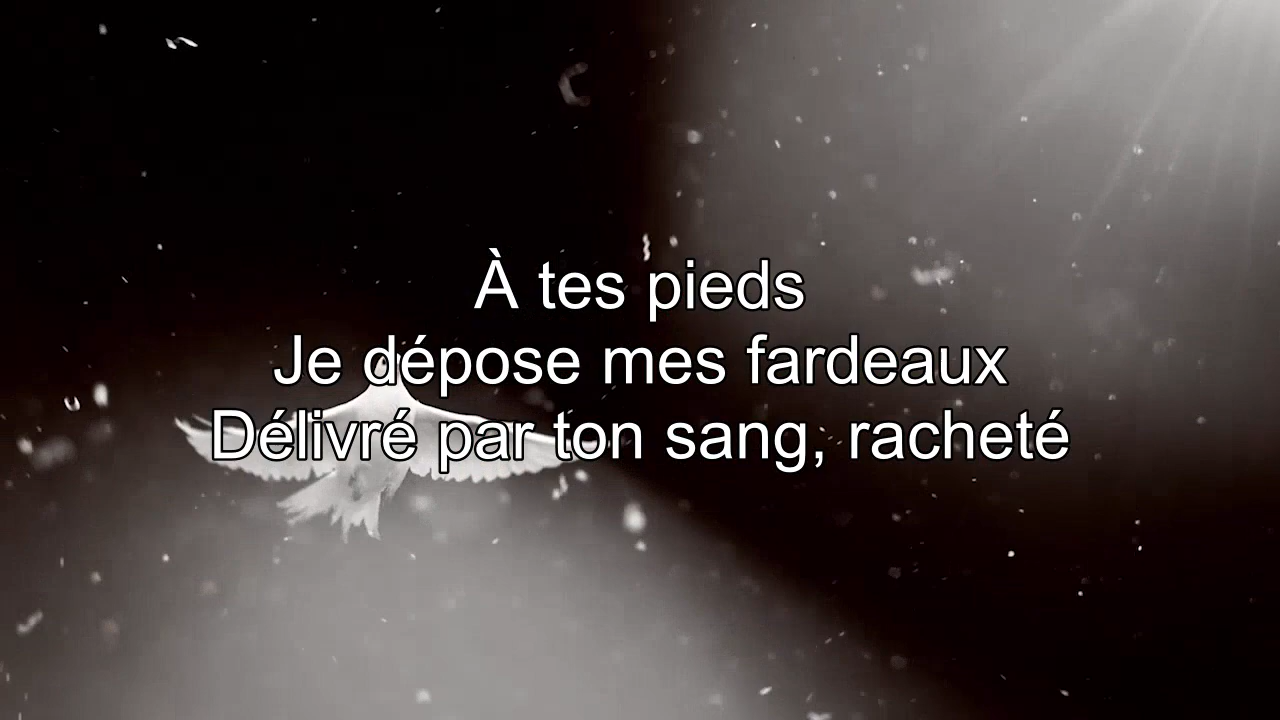 À tes pieds
Je dépose mes fardeaux
Délivré par ton sang, racheté